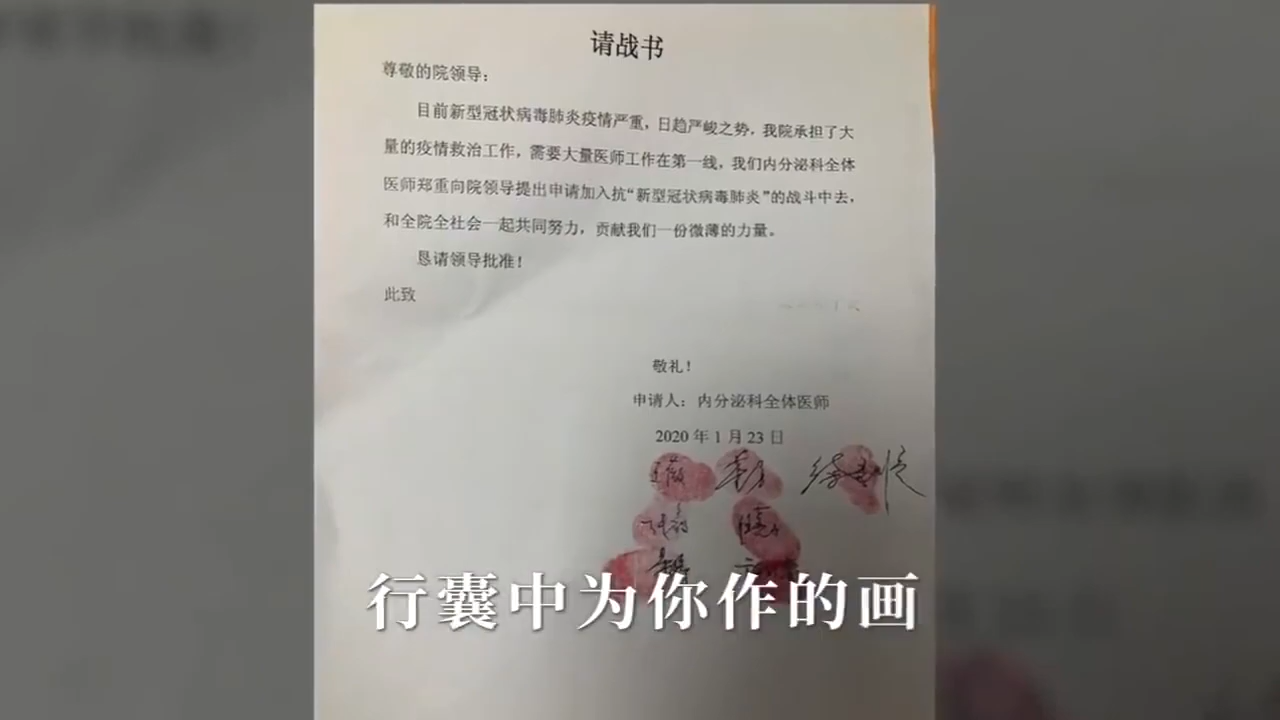 请战书
尊敬的院领导：
目前新型冠状病毒肺炎疫情严重，日趋严峻之势，我院承担了大
量的疫情救治工作，需要大量医师工作在第一线，我们内分泌科全体
医师郑重向院领导提出申请加入抗“新型冠状病毒肺炎”的战斗中去，
和全院全社会一起共同努力，贡献我们一份微薄的力量。
恳请领导批准！
此致
敬礼！
申请人：内分泌科全体医师
2020 年 1 月 23 日
行囊中为你作的画